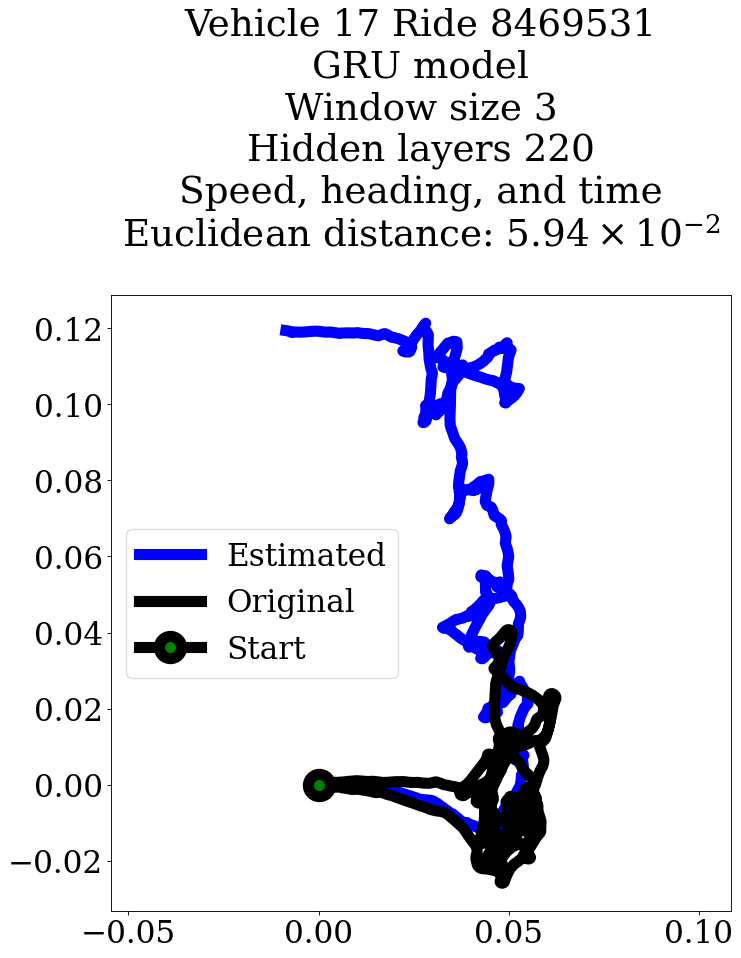 Vehicle 17 Ride 8469531
GRU model
Window size 3
Hidden layers 220
Speed, heading, and time
Euclidean distance: 5.94 × 10⁻²
0.12
0.10
0.08
0.06
0.04
0.02
0.00
−0.02
Estimated
Original
Start
−0.05 0.00 0.05 0.10